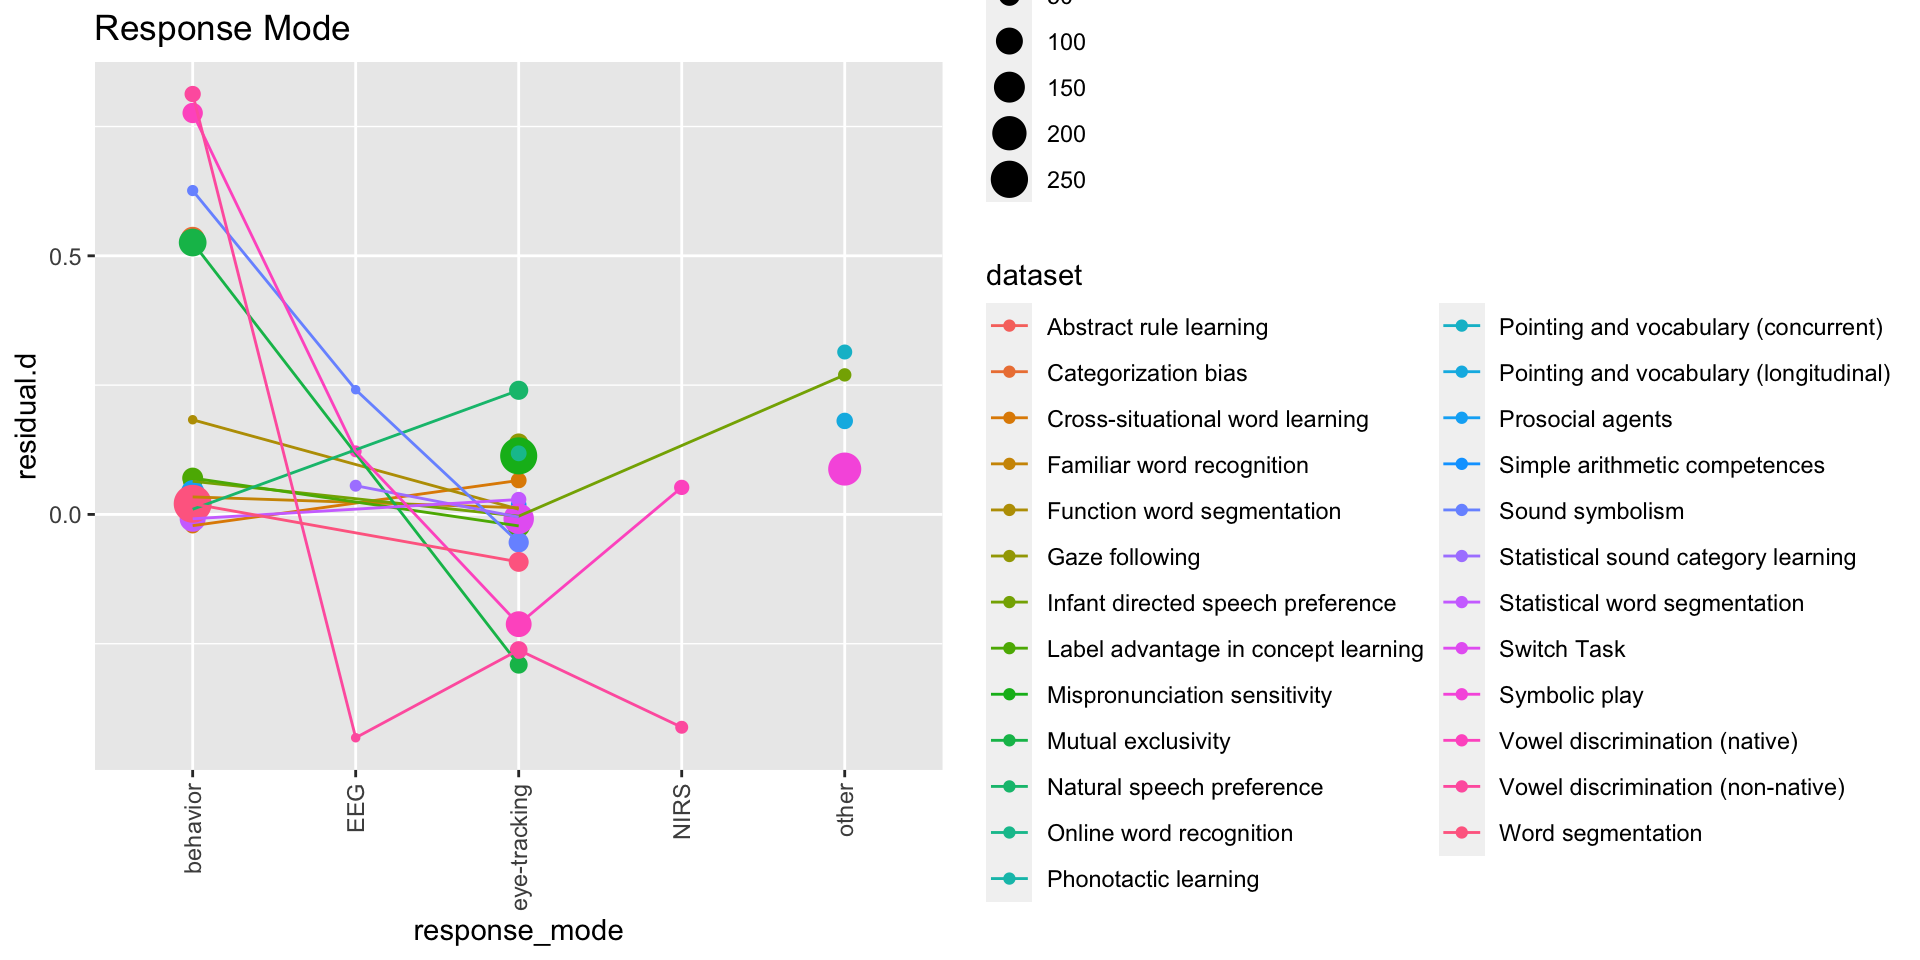 Response Mode
residual.d
0.5
0.0
behavior
EEG
eye-tracking
NIRS
other
response_mode
100
150
200
250
dataset
Abstract rule learning
Categorization bias
Cross-situational word learning
Familiar word recognition
Function word segmentation
Gaze following
Infant directed speech preference
Label advantage in concept learning
Mispronunciation sensitivity
Mutual exclusivity
Natural speech preference
Online word recognition
Phonotactic learning
Pointing and vocabulary (concurrent)
Pointing and vocabulary (longitudinal)
Prosocial agents
Simple arithmetic competences
Sound symbolism
Statistical sound category learning
Statistical word segmentation
Switch Task
Symbolic play
Vowel discrimination (native)
Vowel discrimination (non-native)
Word segmentation